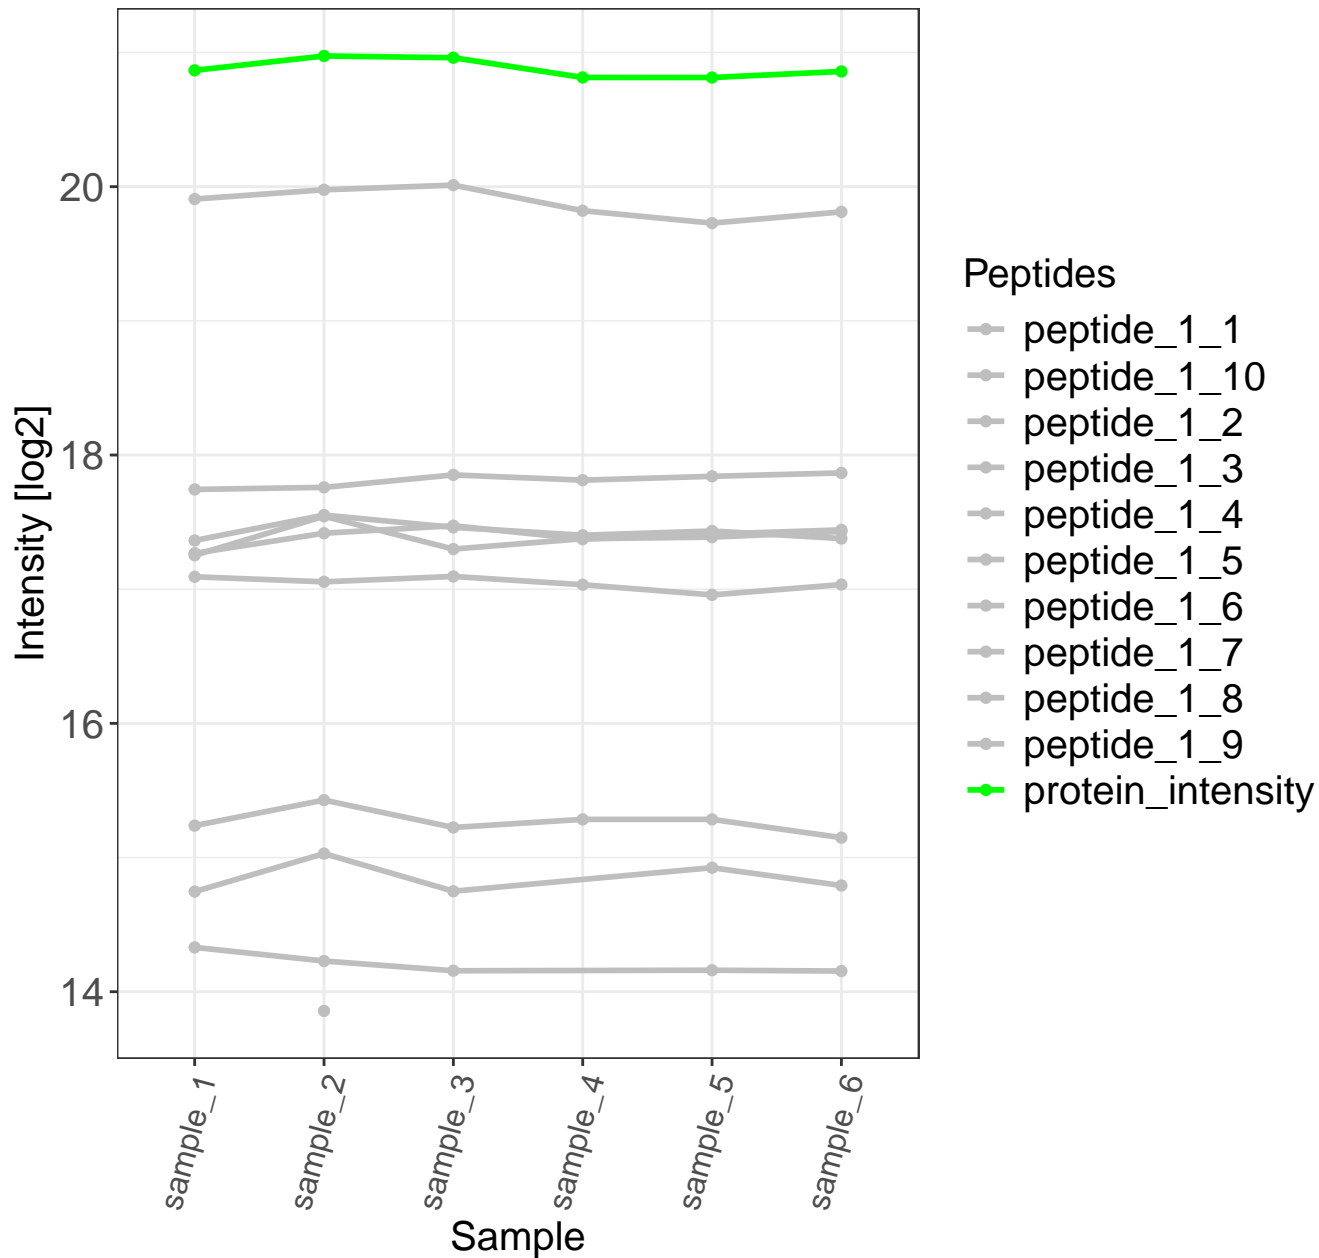 20
18
16
14
Intensity [log2]
sample_1
sample_2
sample_3
sample_4
sample_5
sample_6
Sample
Peptides
peptide_1_1
peptide_1_10
peptide_1_2
peptide_1_3
peptide_1_4
peptide_1_5
peptide_1_6
peptide_1_7
peptide_1_8
peptide_1_9
protein_intensity